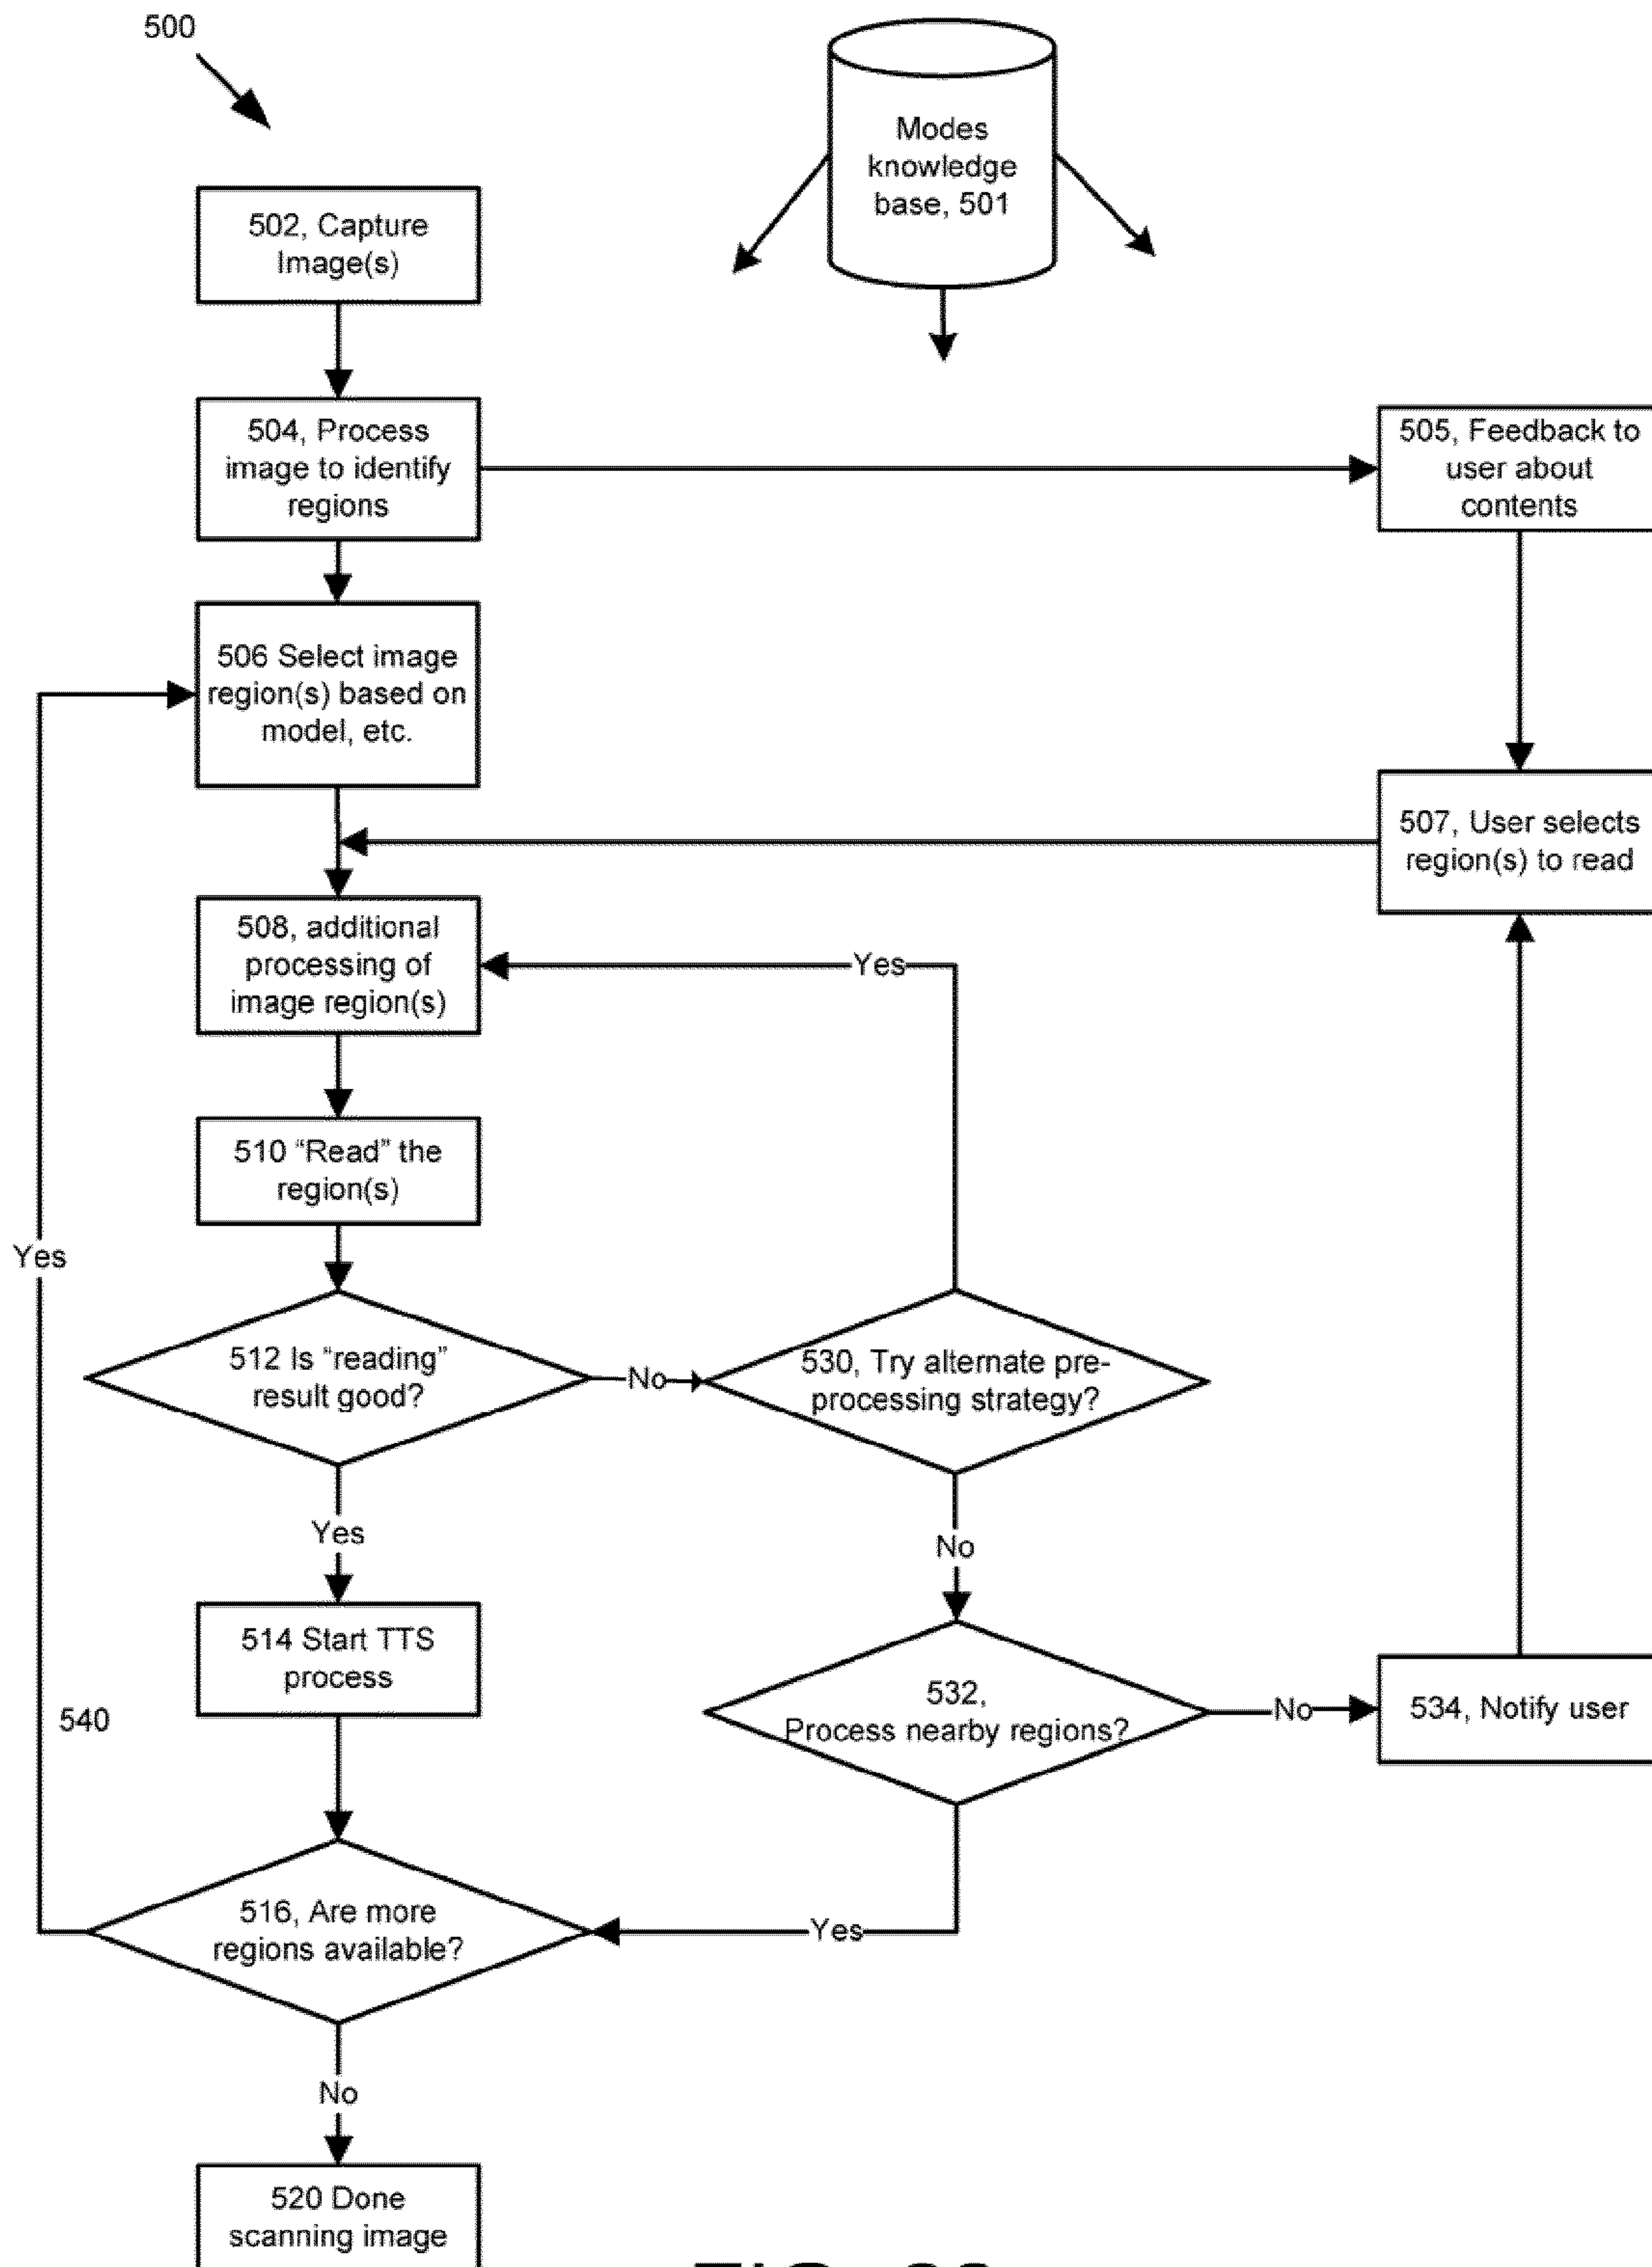 500
Modes
knowledge
base, 501
502, Capture
Image(s)
504, Process
image to identify
regions
505, Feedback to
user about
contents
506 Select image
region(s) based on
model, etc.
507, User selects
region(s) to read
508, additional
processing of
image region(s)
Yes
510 “Read” the
region(s)
Yes
512 Is “reading”
result good?
No
530, Try alternate pre-
processing strategy?
Yes
No
514 Start TTS
process
532,
Process nearby regions?
No
534, Notify user
540
516, Are more
regions available?
Yes
No
520 Done
scanning image